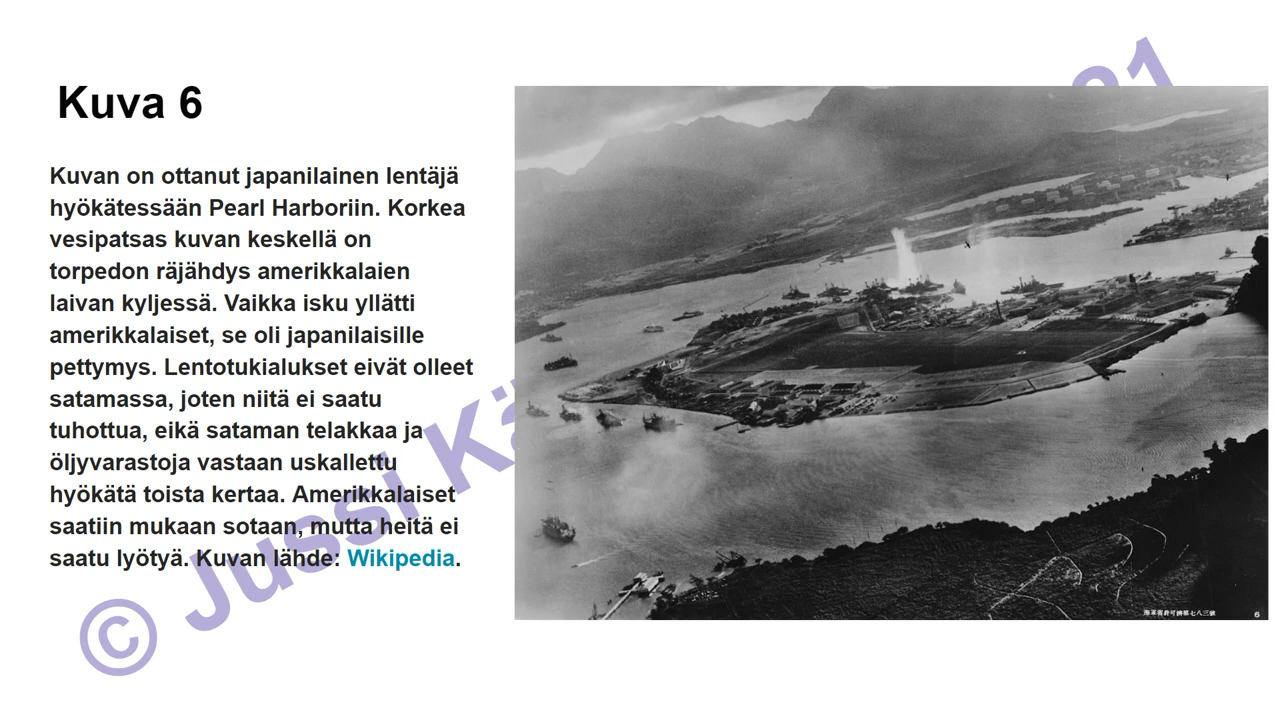 Kuva 6
Kuvan on ottanut japanilainen lentäjä
hyökätessään Pearl Harboriin. Korkea
vesipatsas kuvan keskellä on
torpedon räjähdys amerikkalaien
laivan kyljessä. Vaikka isku yllätti
amerikkalaiset, se oli japanilaisille
pettymys. Lentotukialukset eivät olleet
satamassa, joten niitä ei saatu
tuhottua, eikä sataman telakkaa ja
öljyvarastoja vastaan uskallettu
hyökätä toista kertaa. Amerikkalaiset
saatiin mukaan sotaan, mutta heitä ei
saatu lyötyä. Kuvan lähde: Wikipedia.
© Jussi
6